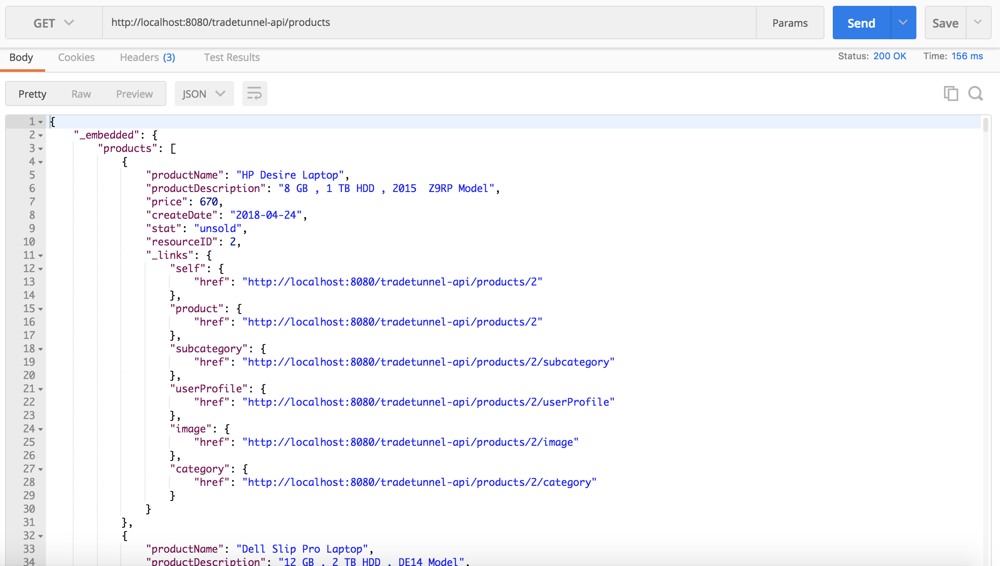 GET http://localhost:8080/tradetunnel-api/products Params Send Save
Body Cookies Headers (3) Test Results Status: 200 OK Time: 156 ms
Pretty Raw Preview JSON
1 {
2 "_embedded": {
3 "products": [
4 {
5 "productName": "HP Desire Laptop",
6 "productDescription": "8 GB , 1 TB HDD , 2015  Z9RP Model",
7 "price": 670,
8 "createDate": "2018-04-24",
9 "stat": "unsold",
10 "resourceID": 2,
11 "_links": {
12 "self": {
13 "href": "http://localhost:8080/tradetunnel-api/products/2"
14 },
15 "product": {
16 "href": "http://localhost:8080/tradetunnel-api/products/2"
17 },
18 "subcategory": {
19 "href": "http://localhost:8080/tradetunnel-api/products/2/subcategory"
20 },
21 "userProfile": {
22 "href": "http://localhost:8080/tradetunnel-api/products/2/userProfile"
23 },
24 "image": {
25 "href": "http://localhost:8080/tradetunnel-api/products/2/image"
26 },
27 "category": {
28 "href": "http://localhost:8080/tradetunnel-api/products/2/category"
29 }
30 }
31 },
32 {
33 "productName": "Dell Slip Pro Laptop",
34 "productDescription": "12 GB , 2 TB HDD , DE14 Model",